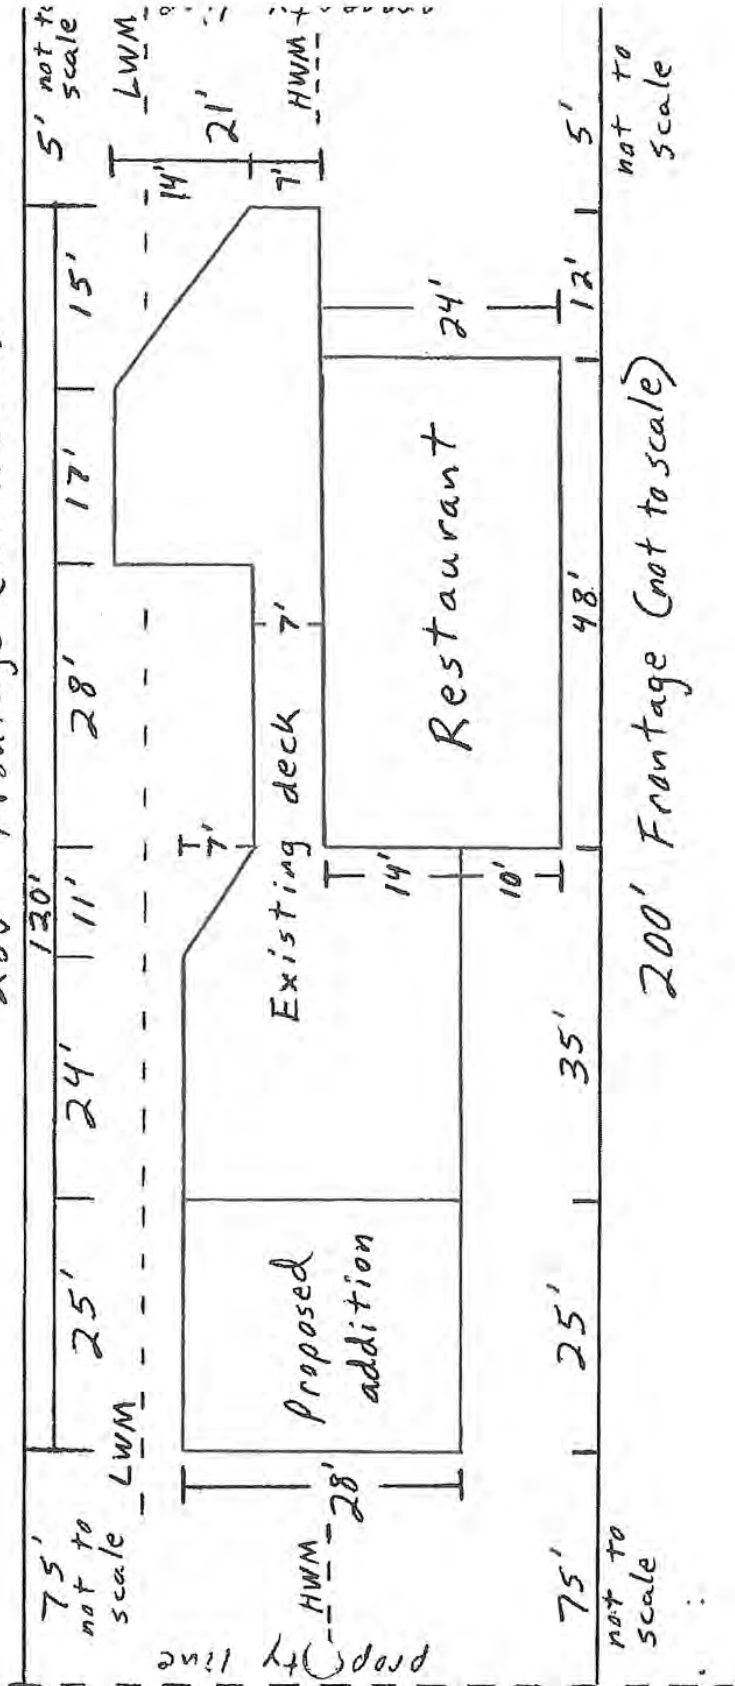 75'
not to
scale
120'
25'
24'
11'
28'
17'
15'
5' not to
scale
LWM
LWM
property line
HWM
HWM
28'
Proposed
addition
Existing deck
7'
7'
14'
7'
21'
Restaurant
14'
10'
24'
75'
not to
scale
25'
35'
48'
12'
5'
not to
scale
200' Frontage (not to scale)